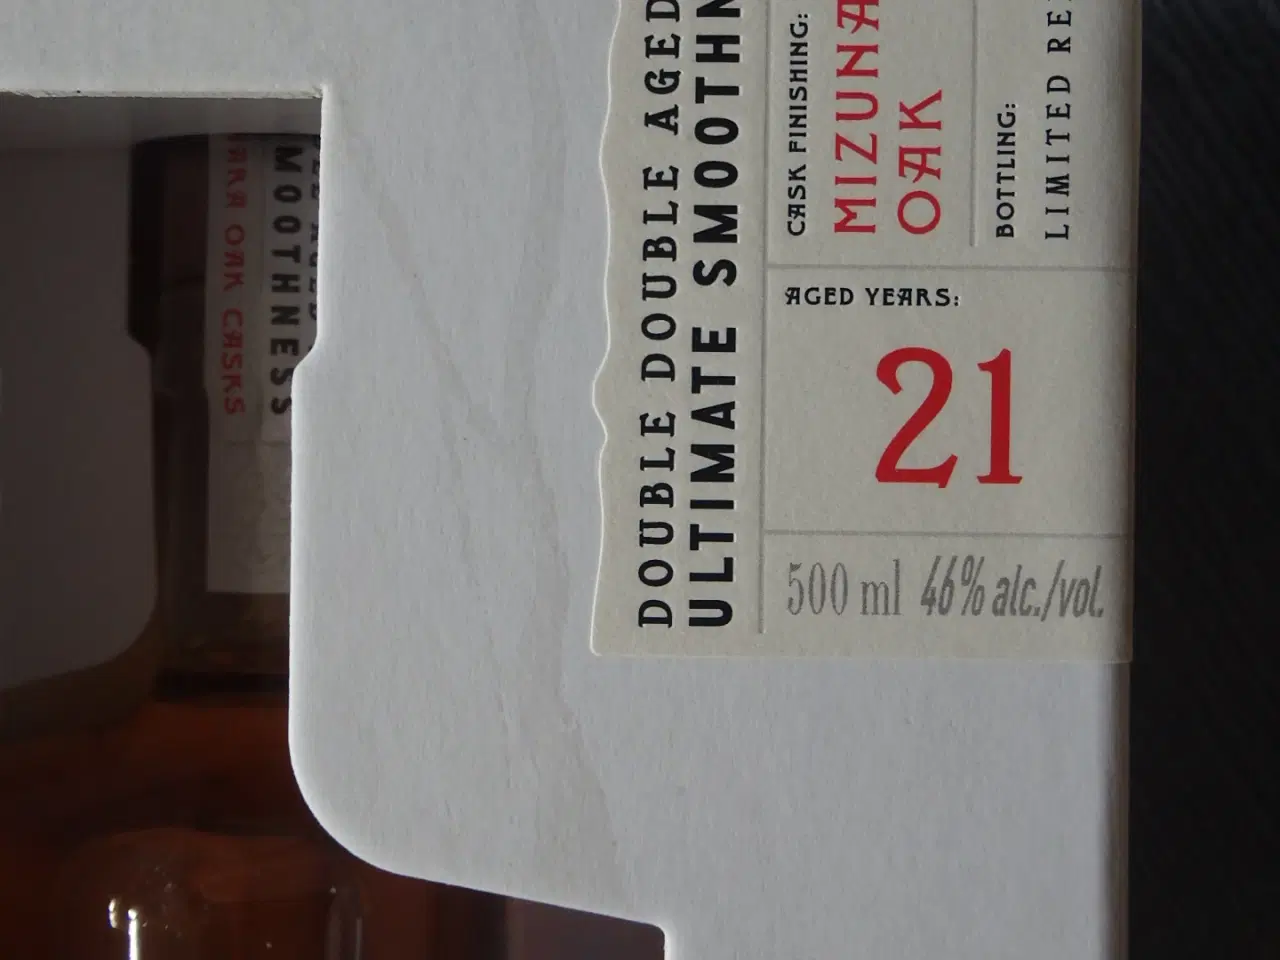 DOUBLE DOUBLE AGED
ULTIMATE SMOOTHN
CASK FINISHING:
MIZUNA
OAK
BOTTLING:
LIMITED RE
AGED YEARS:
21
500 ml 46% alc./vol.
MOOTHNESS
ARA OAK CASKS